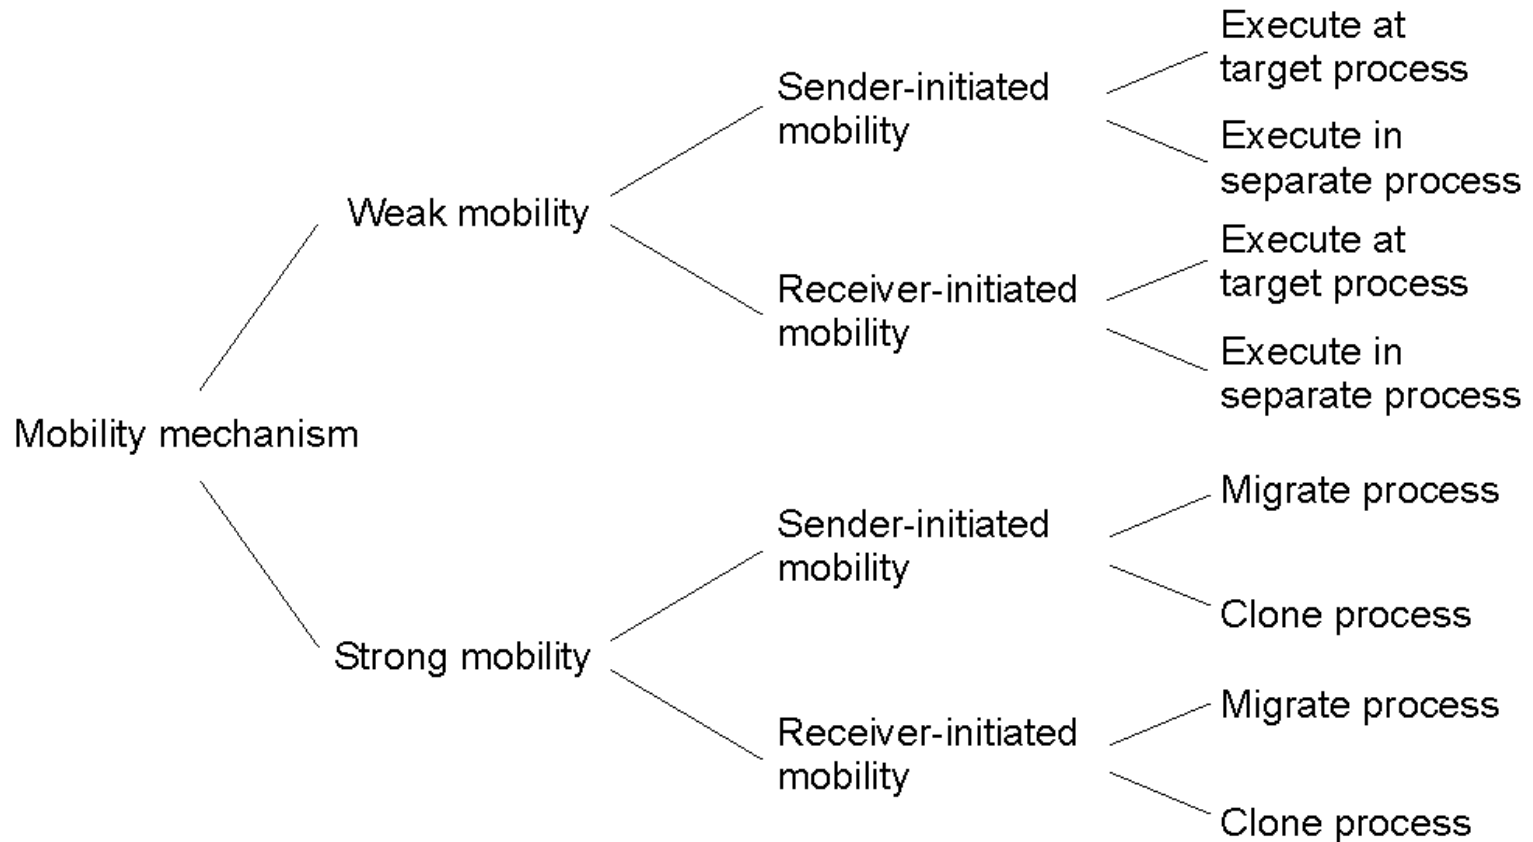 Execute at
target process
Sender-initiated
mobility
Execute in
separate process
Weak mobility
Execute at
target process
Receiver-initiated
mobility
Execute in
separate process
Mobility mechanism
Migrate process
Sender-initiated
mobility
Clone process
Strong mobility
Migrate process
Receiver-initiated
mobility
Clone process